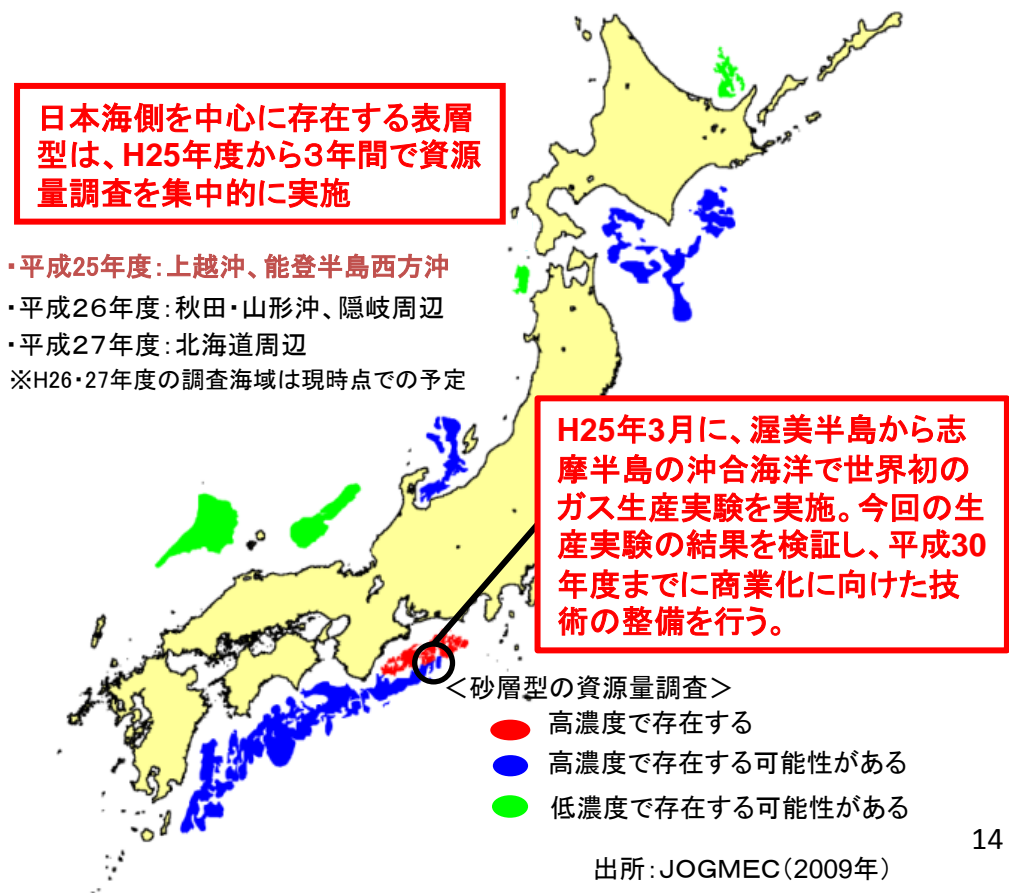 日本海側を中心に存在する表層
型は、H25年度から３年間で資源
量調査を集中的に実施
・平成25年度：上越沖、能登半島西方沖
・平成２６年度：秋田・山形沖、隠岐周辺
・平成２７年度：北海道周辺
※H26・27年度の調査海域は現時点での予定
H25年3月に、渥美半島から志
摩半島の沖合海洋で世界初の
ガス生産実験を実施。今回の生
産実験の結果を検証し、平成30
年度までに商業化に向けた技
術の整備を行う。
＜砂層型の資源量調査＞
高濃度で存在する
高濃度で存在する可能性がある
低濃度で存在する可能性がある
14
出所：JOGMEC（2009年）